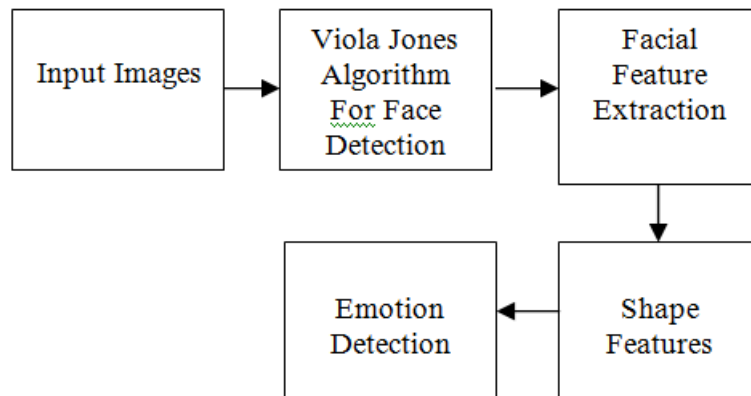 Input Images
Viola Jones
Algorithm
For Face
Detection
Facial
Feature
Extraction
Shape
Features
Emotion
Detection